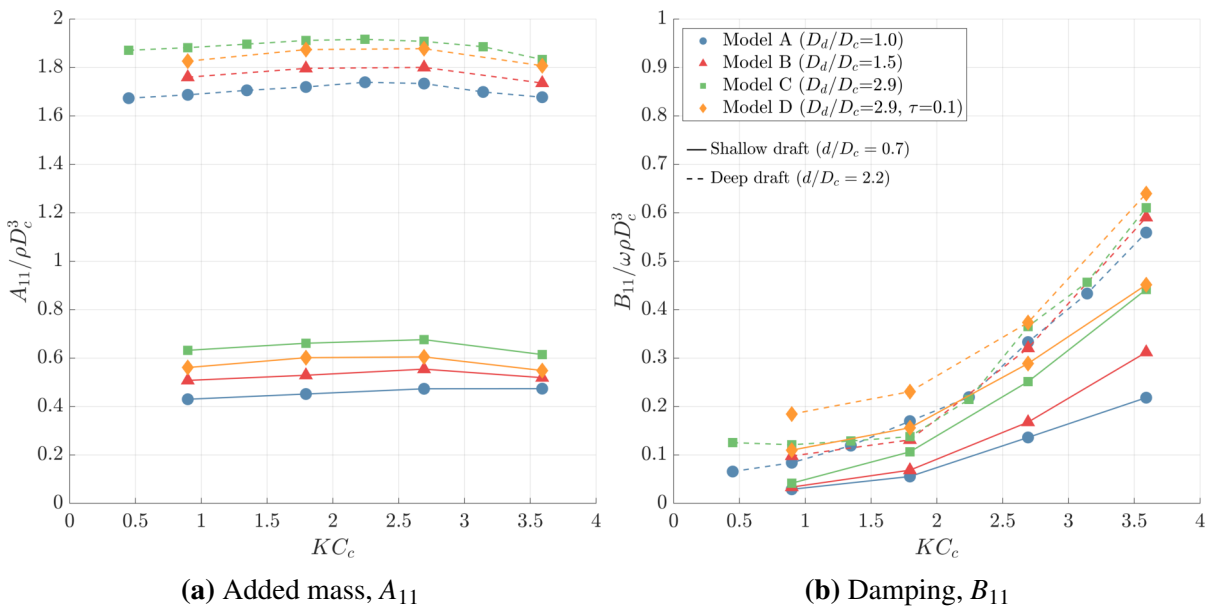 2
1.8
1.6
1.4
1.2
1
0.8
0.6
0.4
0.2
0
A₁₁/ρD_c³
0 0.5 1 1.5 2 2.5 3 3.5 4
KC_c
(a) Added mass, A₁₁
1
0.9
0.8
0.7
0.6
0.5
0.4
0.3
0.2
0.1
0
B₁₁/ωρD_c³
Model A (D_d/D_c=1.0)
Model B (D_d/D_c=1.5)
Model C (D_d/D_c=2.9)
Model D (D_d/D_c=2.9, τ=0.1)
Shallow draft (d/D_c = 0.7)
Deep draft (d/D_c = 2.2)
0 0.5 1 1.5 2 2.5 3 3.5 4
KC_c
(b) Damping, B₁₁